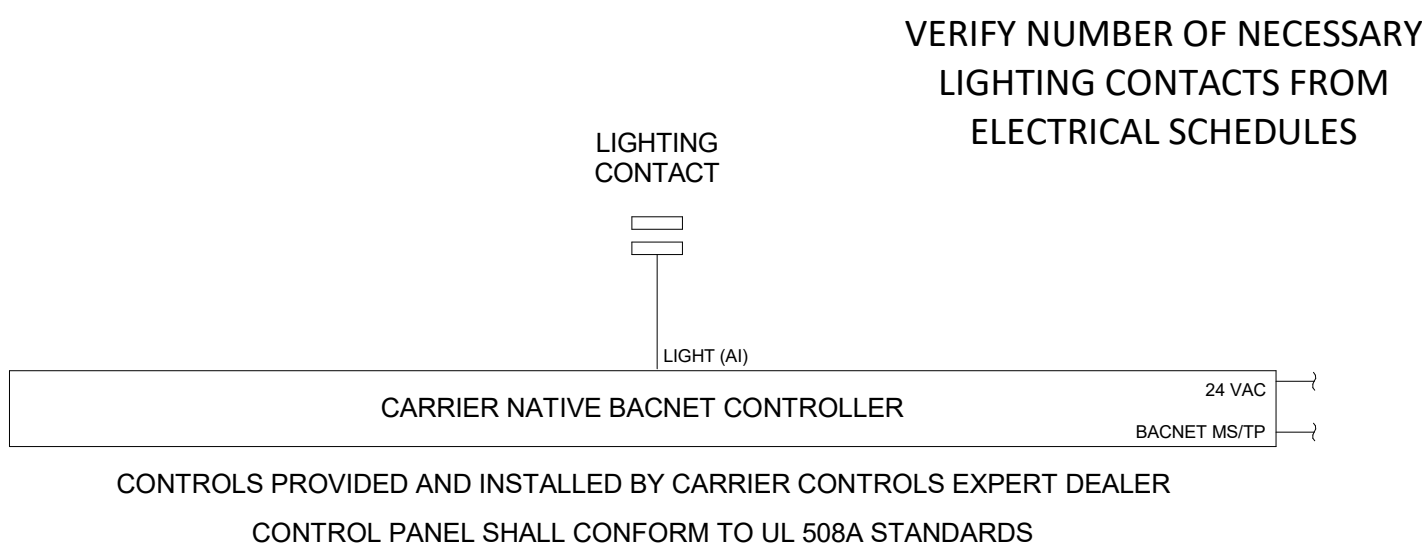 VERIFY NUMBER OF NECESSARY
LIGHTING CONTACTS FROM
ELECTRICAL SCHEDULES
LIGHTING
CONTACT
LIGHT (AI)
24 VAC
CARRIER NATIVE BACNET CONTROLLER
BACNET MS/TP
CONTROLS PROVIDED AND INSTALLED BY CARRIER CONTROLS EXPERT DEALER
CONTROL PANEL SHALL CONFORM TO UL 508A STANDARDS